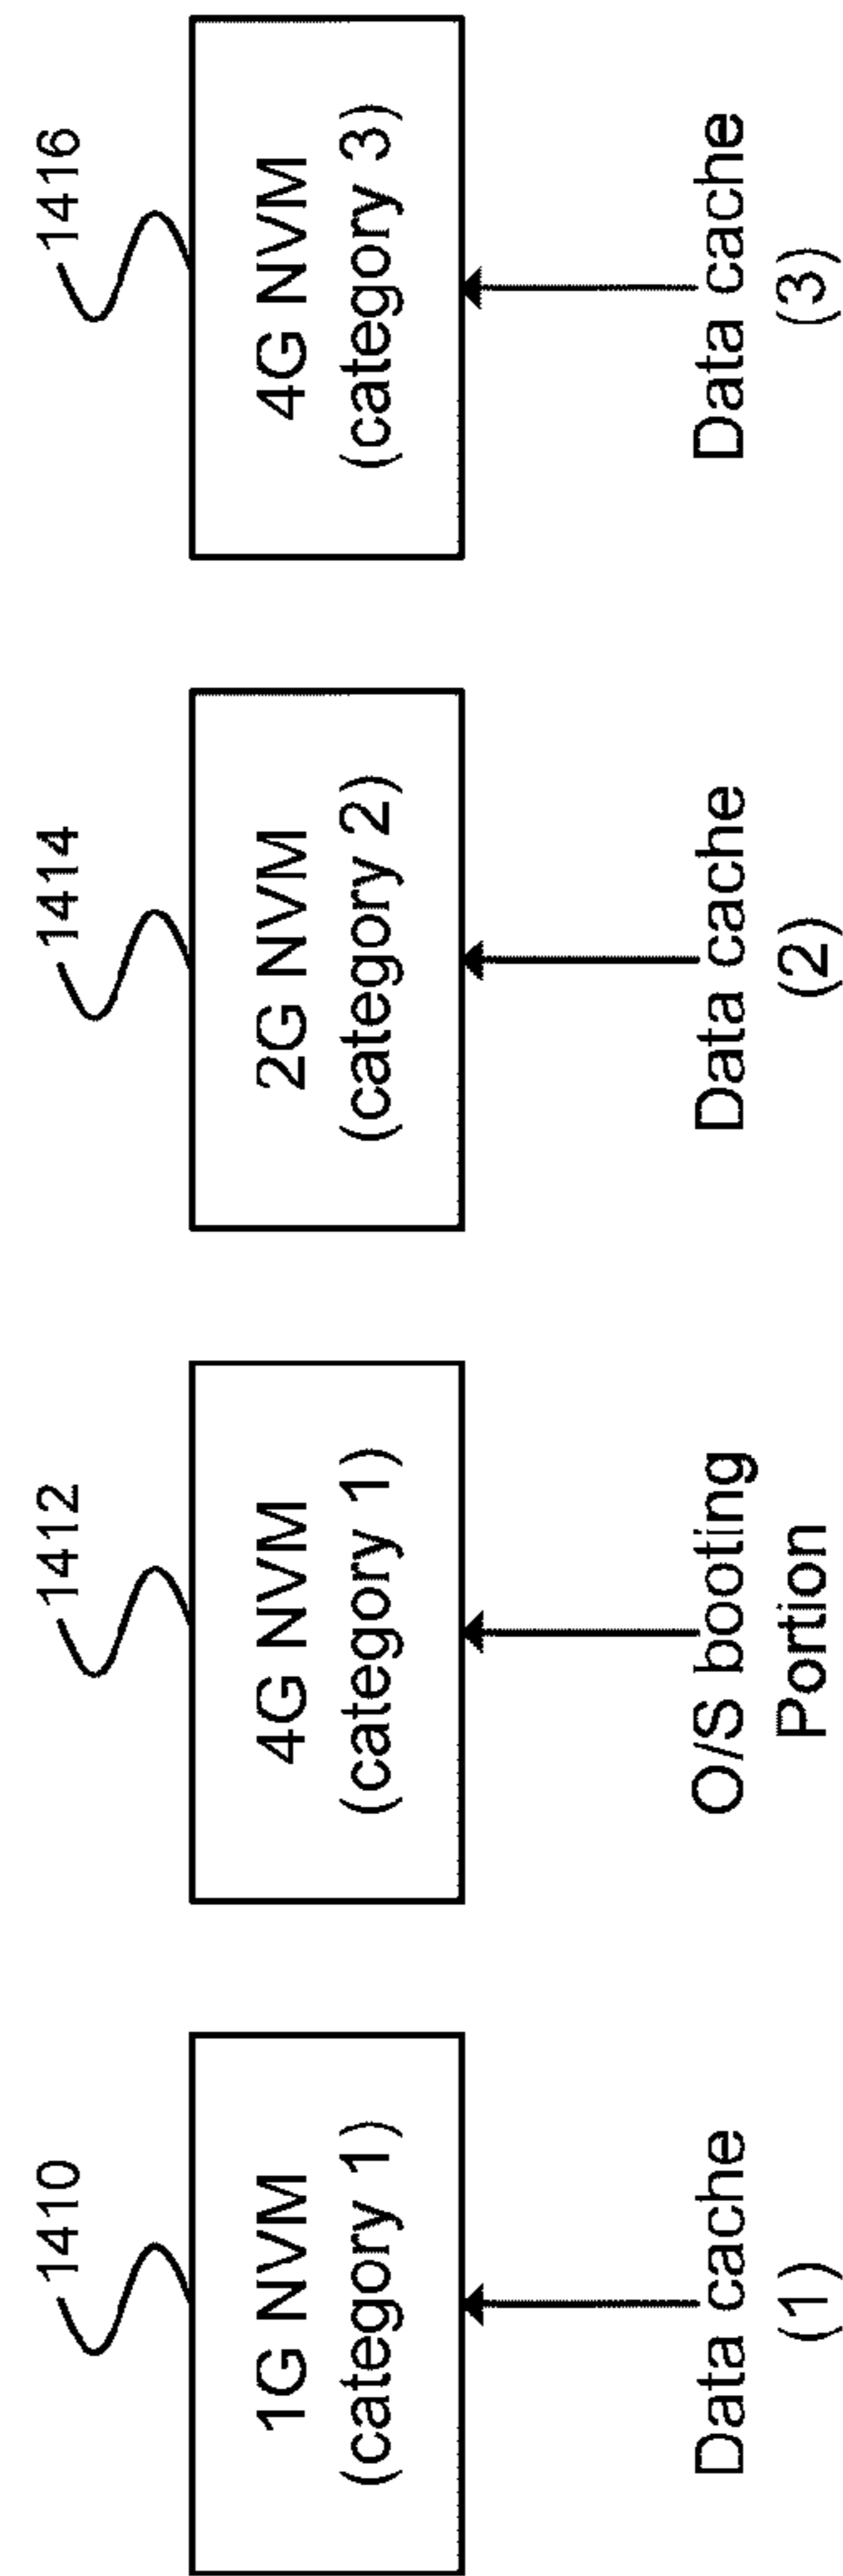 1410
1G NVM
(category 1)
Data cache
(1)
1412
4G NVM
(category 1)
O/S booting
Portion
1414
2G NVM
(category 2)
Data cache
(2)
1416
4G NVM
(category 3)
Data cache
(3)